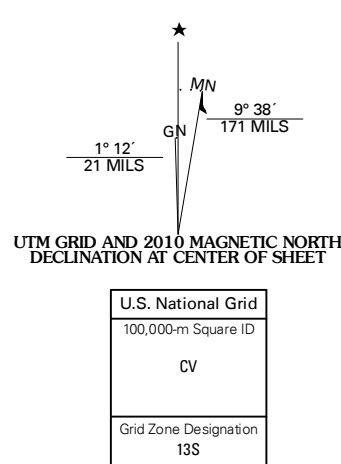 ★
MN
9° 38´
171 MILS
GN
1° 12´
21 MILS
UTM GRID AND 2010 MAGNETIC NORTH
DECLINATION AT CENTER OF SHEET
U.S. National Grid
100,000-m Square ID
CV
Grid Zone Designation
13S